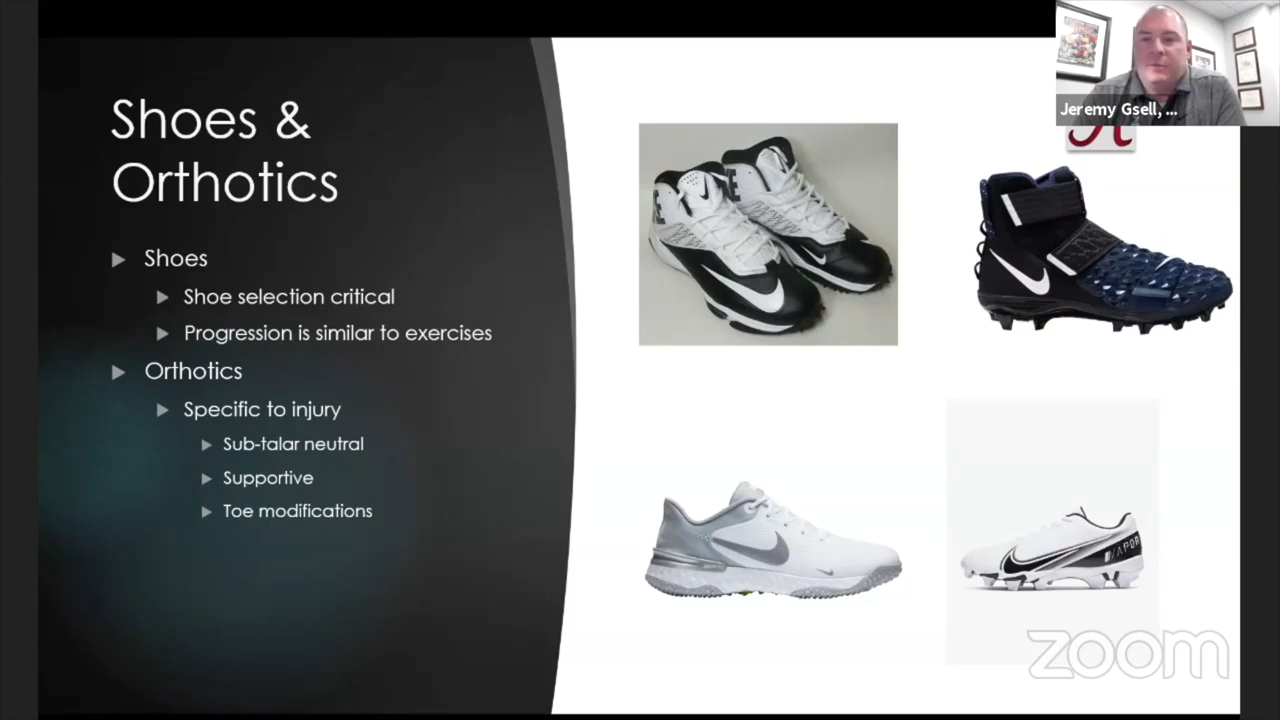 Shoes &
Orthotics
Shoes
Shoe selection critical
Progression is similar to exercises
Orthotics
Specific to injury
Sub-talar neutral
Supportive
Toe modifications
Jeremy Gsell, ...
VAPOR
zoom